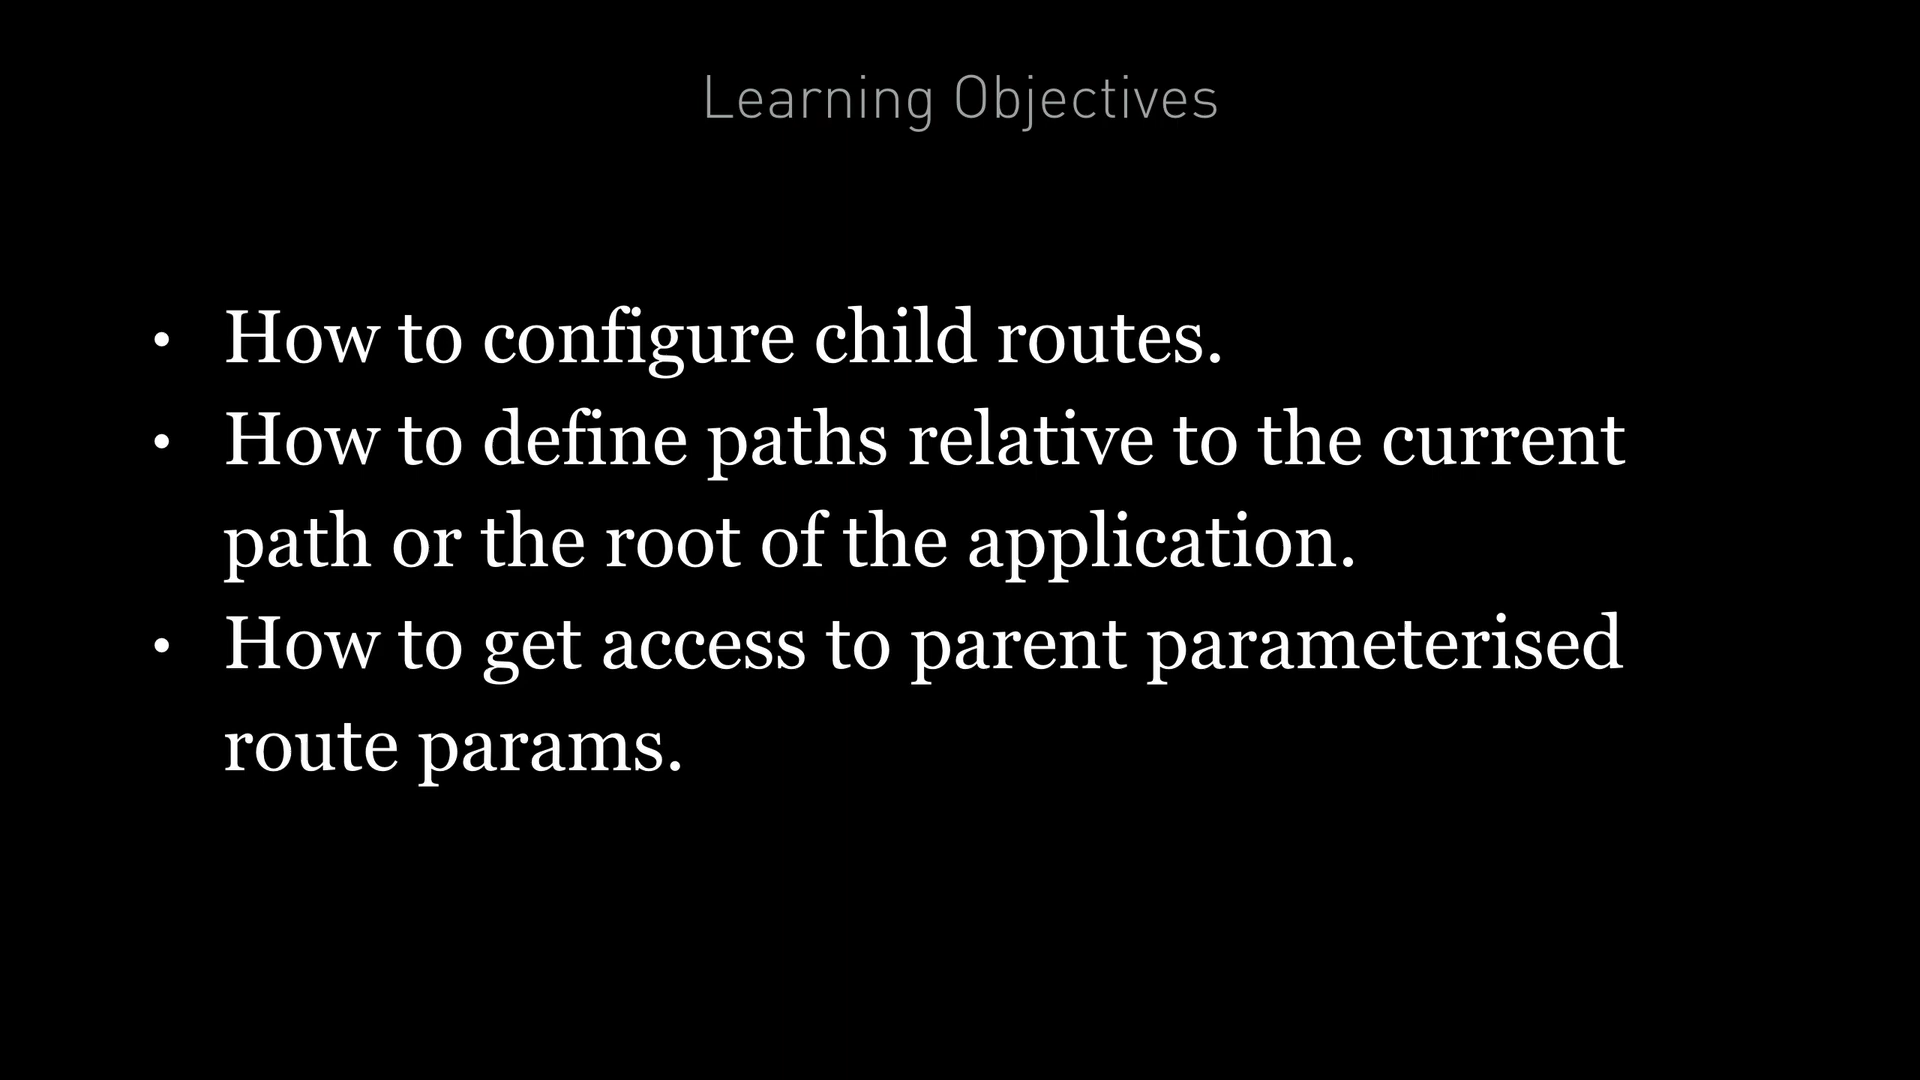 Learning Objectives
• How to configure child routes.
• How to define paths relative to the current
path or the root of the application.
• How to get access to parent parameterised
route params.